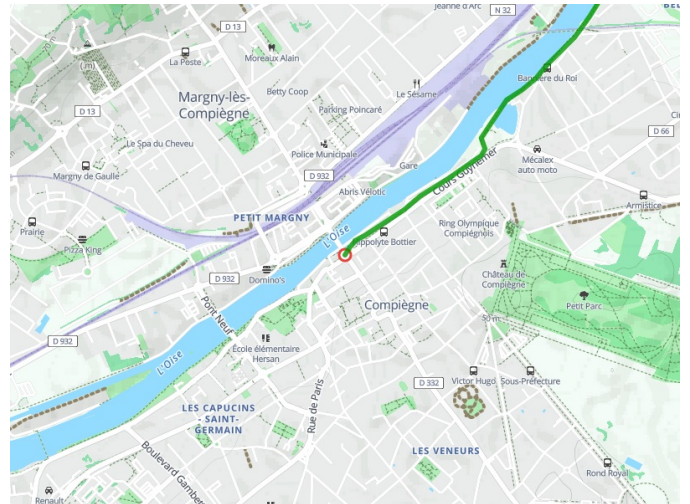 Jeanne d'Arc
N 32
D 13
La Poste
Moreaux Alain
Bannière du Roi
Betty Coop
Le Sésame
Margny-lès-
Compiègne
Parking Poincaré
D 13
D 66
Le Spa du Cheveu
Police Municipale
Mécalex
auto moto
Margny de Gaulle
Gare
D 932
Cours Guynemer
Abris Vélotic
Armistice
PETIT MARGNY
Prairie
Ring Olympique
Compiégnois
L'Oise
Hippolyte Bottier
Pizza King
Château de
Compiègne
D 932
Domino's
Petit Parc
Pont Neuf
Compiègne
50 m
D 932
École élémentaire
Hersan
L'Oise
Victor Hugo
Sous-Préfecture
D 332
Rue de Paris
LES CAPUCINS
- SAINT-
GERMAIN
LES VENEURS
Boulevard Gamber
Rond Royal
Renault